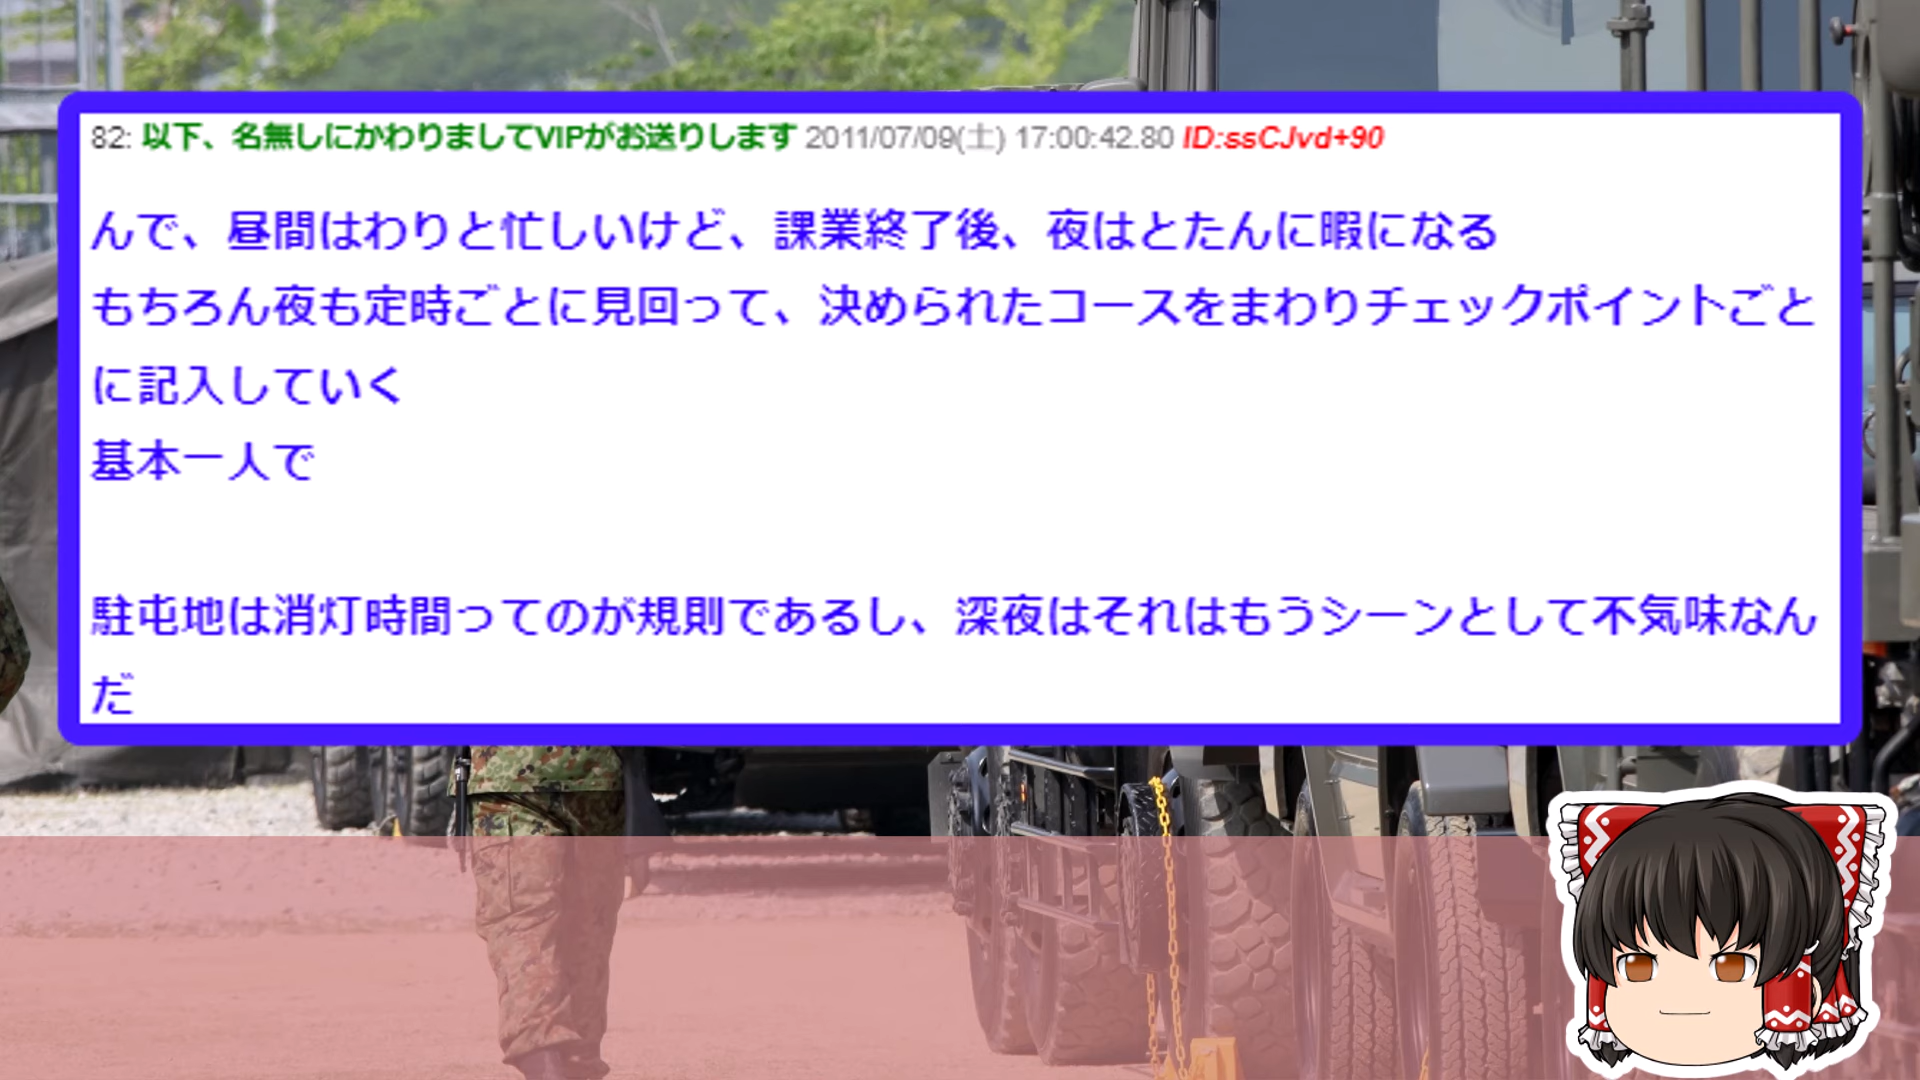 82: 以下、名無しにかわりましてVIPがお送りします 2011/07/09(土) 17:00:42.80 ID:ssCJvd+90
んで、昼間はわりと忙しいけど、課業終了後、夜はとたんに暇になる
もちろん夜も定時ごとに見回って、決められたコースをまわりチェックポイントごと
に記入していく
基本一人で
駐屯地は消灯時間ってのが規則であるし、深夜はそれはもうシーンとして不気味なん
だ